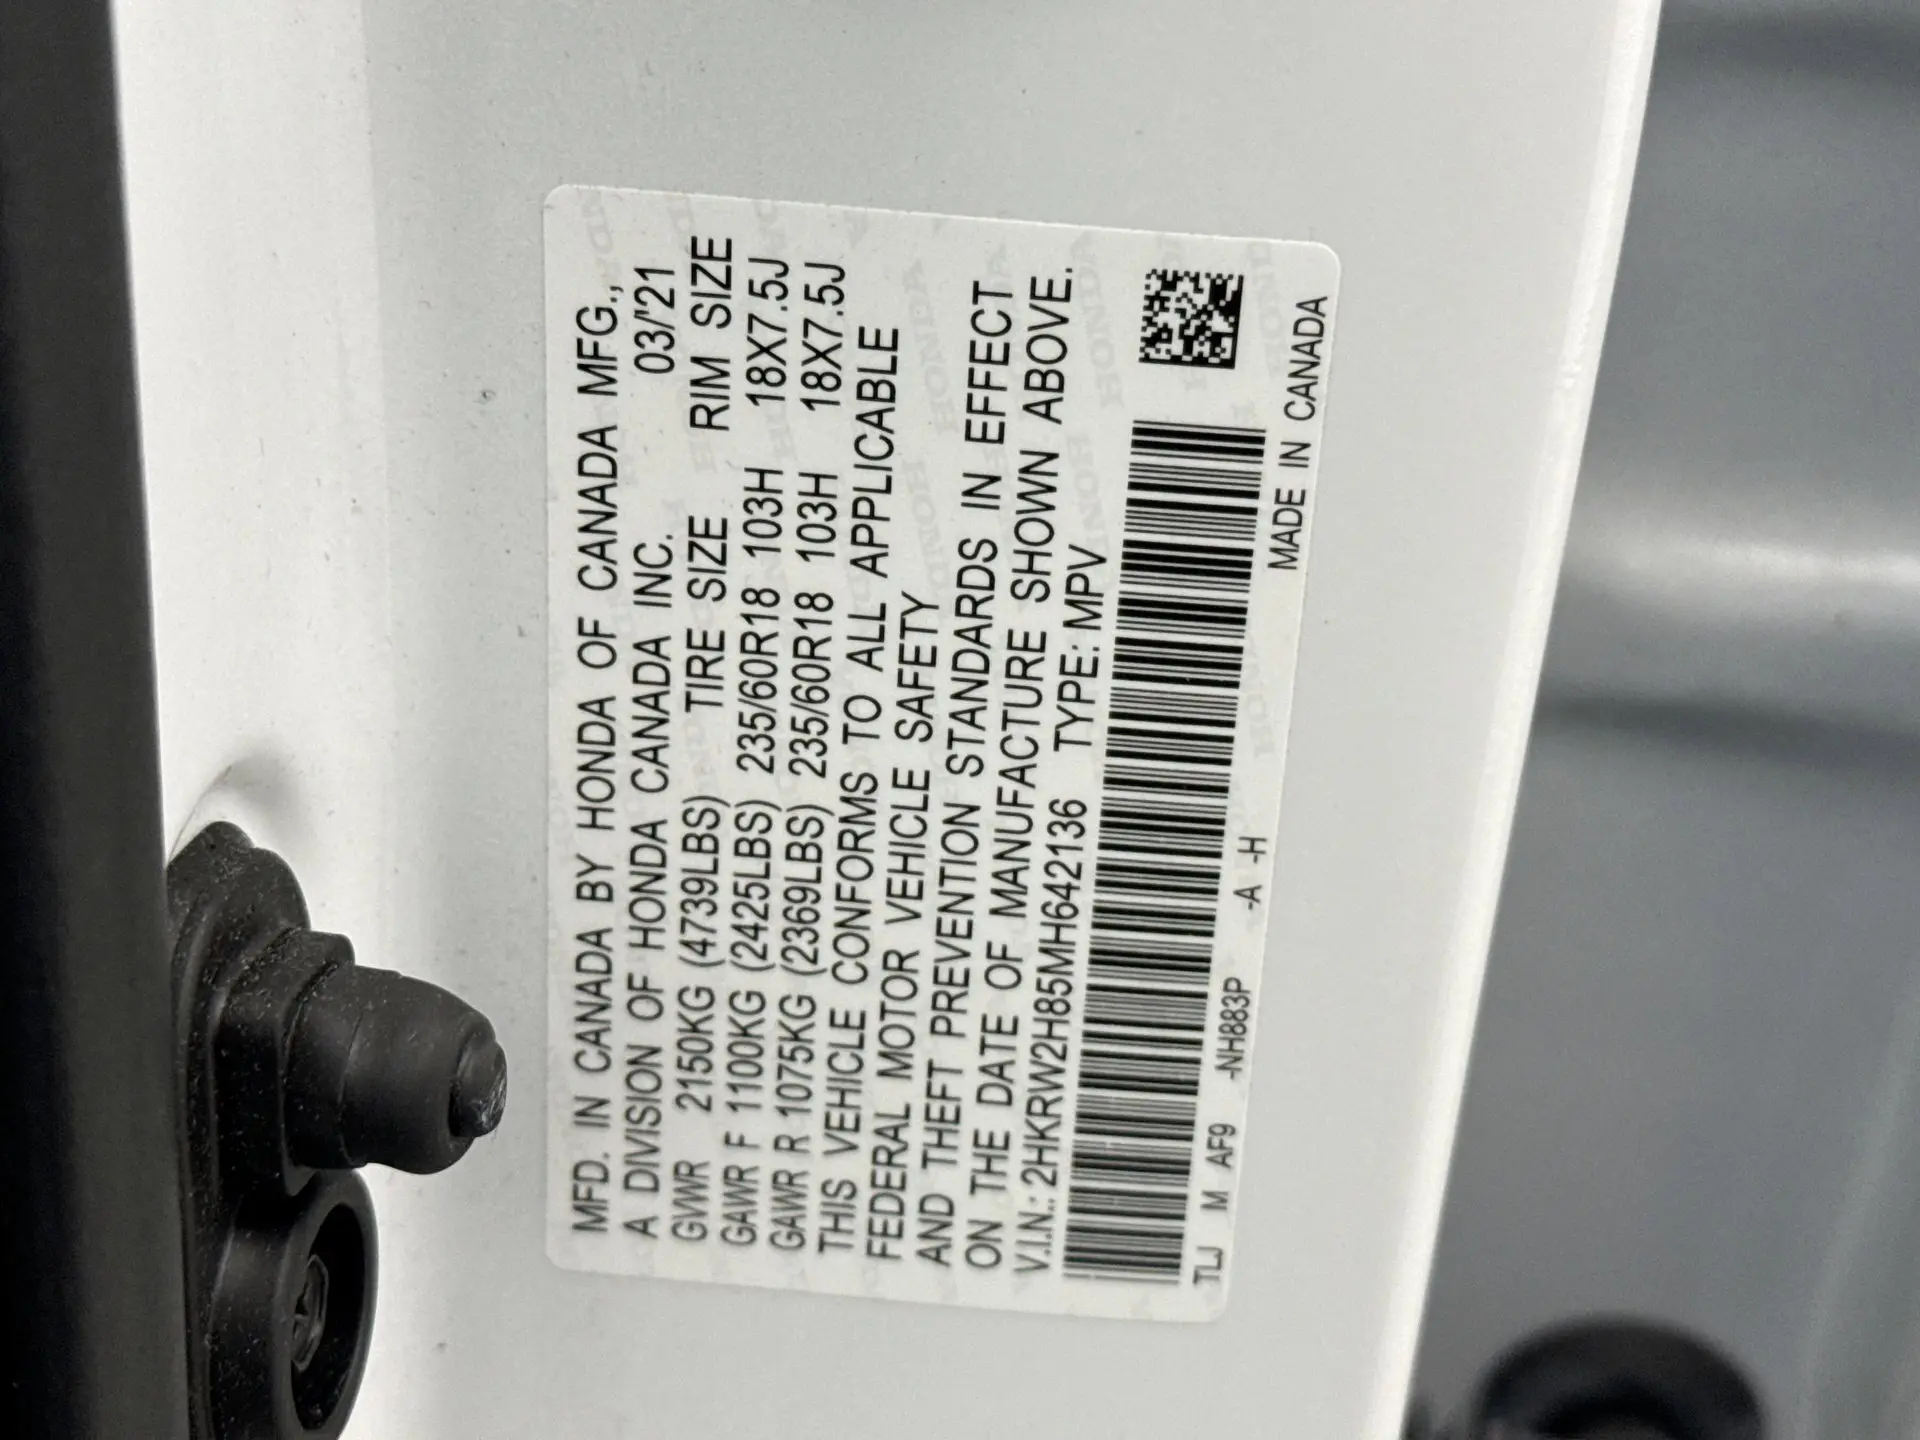 MFD. IN CANADA BY HONDA OF CANADA MFG.,
A DIVISION OF HONDA CANADA INC. 03/'21
GVWR 2150KG (4739LBS) TIRE SIZE RIM SIZE
GAWR F 1100KG (2425LBS) 235/60R18 103H 18X7.5J
GAWR R 1075KG (2369LBS) 235/60R18 103H 18X7.5J
THIS VEHICLE CONFORMS TO ALL APPLICABLE
FEDERAL MOTOR VEHICLE SAFETY
AND THEFT PREVENTION STANDARDS IN EFFECT
ON THE DATE OF MANUFACTURE SHOWN ABOVE.
V.I.N.: 2HKRW2H85MH642136 TYPE: MPV
TLJ M AF9 -NH883P -A -H
MADE IN CANADA